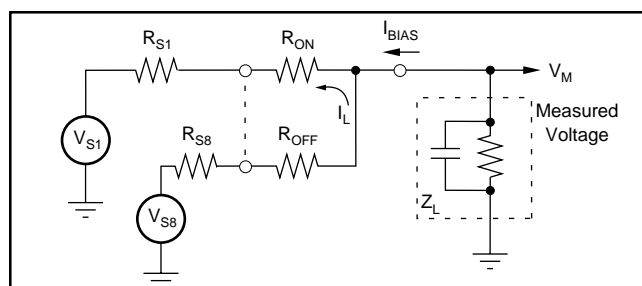 R_S1
R_ON
I_BIAS
V_M
Measured
Voltage
I_L
V_S1
R_S8
R_OFF
Z_L
V_S8